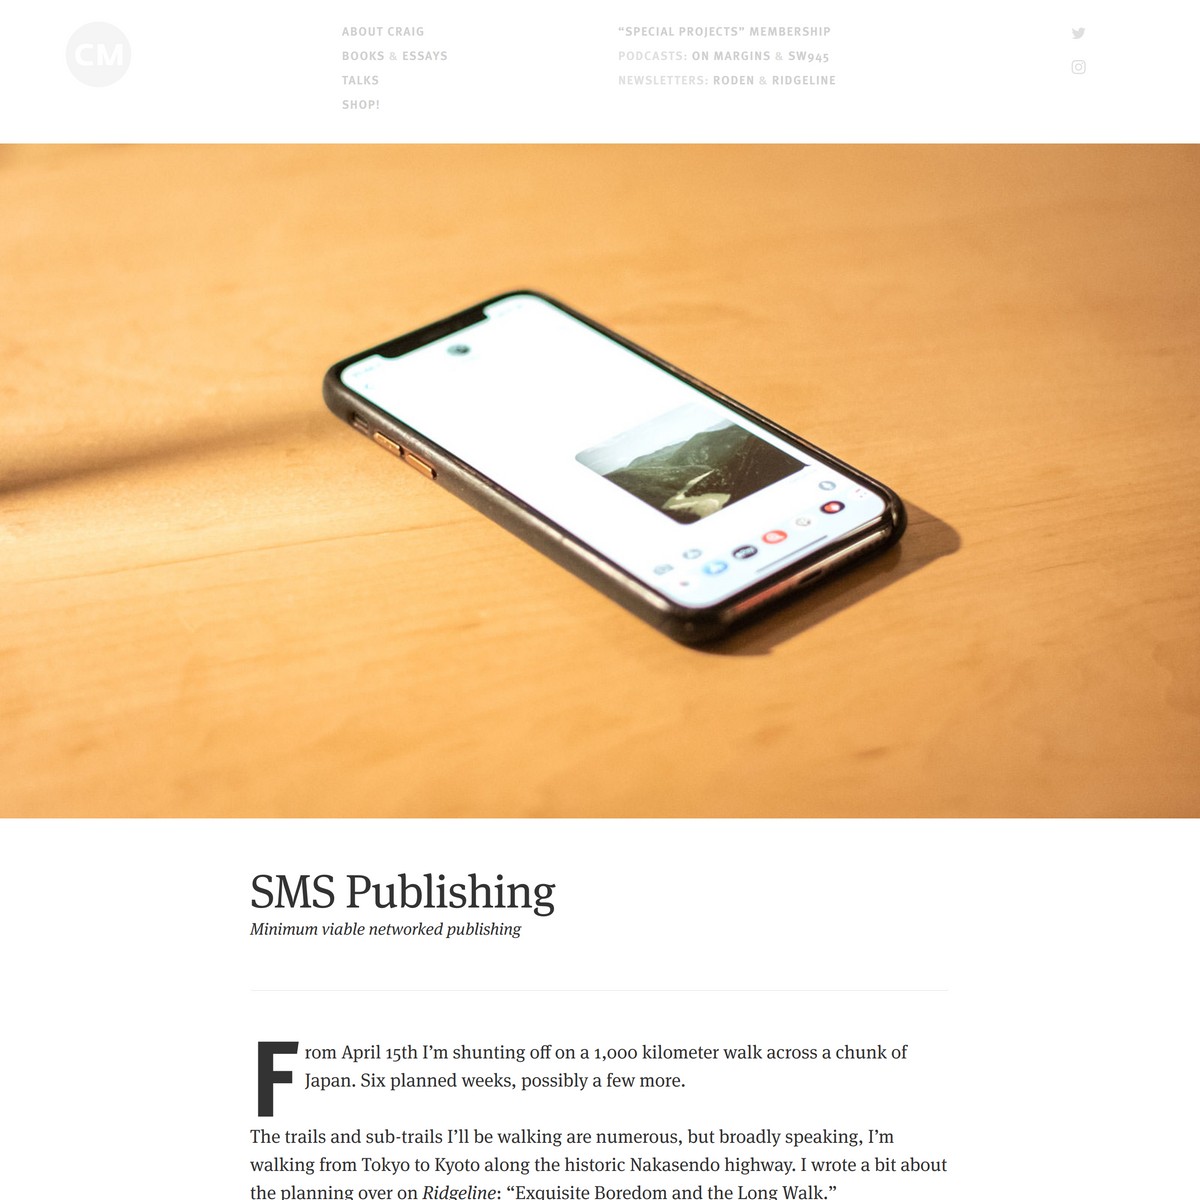 CM
ABOUT CRAIG
BOOKS & ESSAYS
TALKS
SHOP!
“SPECIAL PROJECTS” MEMBERSHIP
PODCASTS: ON MARGINS & SW945
NEWSLETTERS: RODEN & RIDGELINE
SMS Publishing
Minimum viable networked publishing
From April 15th I’m shunting off on a 1,000 kilometer walk across a chunk of
Japan. Six planned weeks, possibly a few more.
The trails and sub-trails I’ll be walking are numerous, but broadly speaking, I’m
walking from Tokyo to Kyoto along the historic Nakasendo highway. I wrote a bit about
the planning over on Ridgeline: “Exquisite Boredom and the Long Walk.”